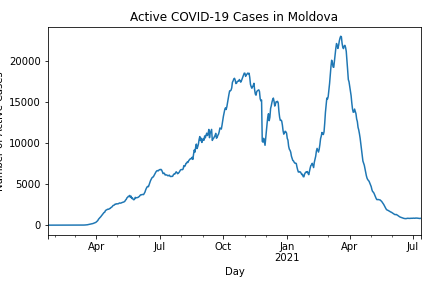 Active COVID-19 Cases in Moldova
Number of Active Cases
20000
15000
10000
5000
0
Apr
Jul
Oct
Jan
2021
Apr
Jul
Day